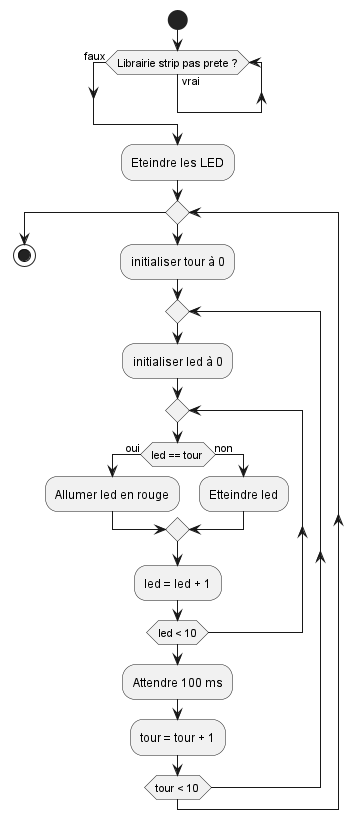 Librairie strip pas prete ?
faux
vrai
Eteindre les LED
initialiser tour à 0
initialiser led à 0
led == tour
oui
non
Allumer led en rouge
Etteindre led
led = led + 1
led < 10
Attendre 100 ms
tour = tour + 1
tour < 10